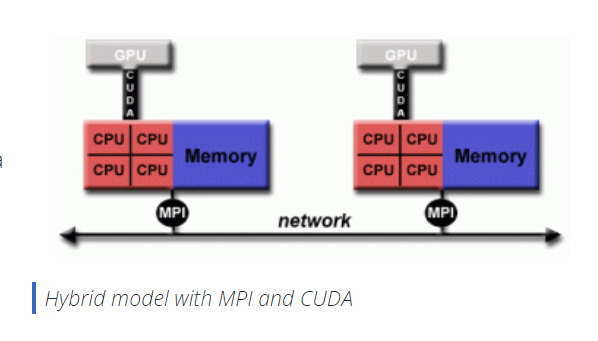 GPU GPU
CUDA CUDA
CPU CPU CPU CPU
Memory Memory
CPU CPU CPU CPU
MPI MPI
network
Hybrid model with MPI and CUDA